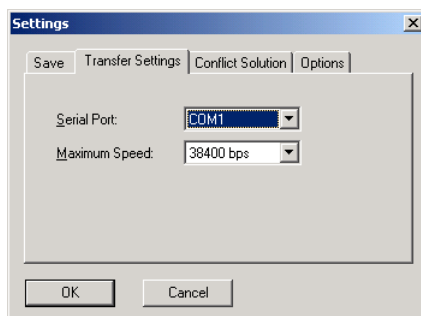 Settings
Save Transfer Settings Conflict Solution Options
Serial Port: COM1
Maximum Speed: 38400 bps
OK Cancel